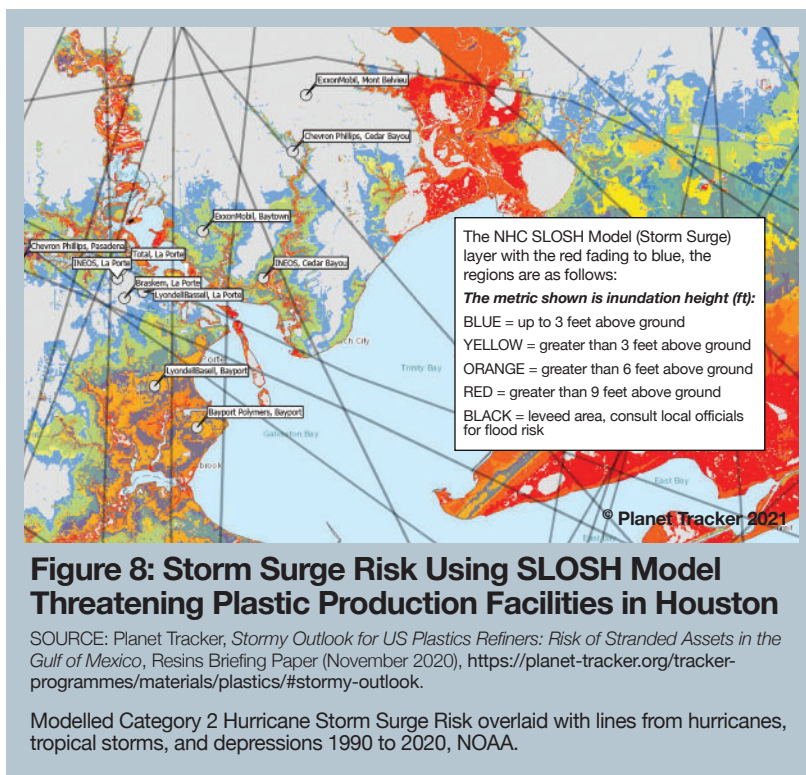 ExxonMobil, Mont Belvieu
Chevron Phillips, Cedar Bayou
ExxonMobil, Baytown
Chevron Phillips, Pasadena
Total, La Porte
INEOS, La Porte
INEOS, Cedar Bayou
Braskem, La Porte
LyondellBassell, La Porte
ch City
Porte
Trinity Bay
LyondellBasell, Bayport
Bayport Polymers, Bayport
Galveston Bay
brook
East Bay
The NHC SLOSH Model (Storm Surge)
layer with the red fading to blue, the
regions are as follows:
The metric shown is inundation height (ft):
BLUE = up to 3 feet above ground
YELLOW = greater than 3 feet above ground
ORANGE = greater than 6 feet above ground
RED = greater than 9 feet above ground
BLACK = leveed area, consult local officials
for flood risk
© Planet Tracker 2021
Figure 8: Storm Surge Risk Using SLOSH Model
Threatening Plastic Production Facilities in Houston
SOURCE: Planet Tracker, Stormy Outlook for US Plastics Refiners: Risk of Stranded Assets in the
Gulf of Mexico, Resins Briefing Paper (November 2020), https://planet-tracker.org/tracker-
programmes/materials/plastics/#stormy-outlook.
Modelled Category 2 Hurricane Storm Surge Risk overlaid with lines from hurricanes,
tropical storms, and depressions 1990 to 2020, NOAA.